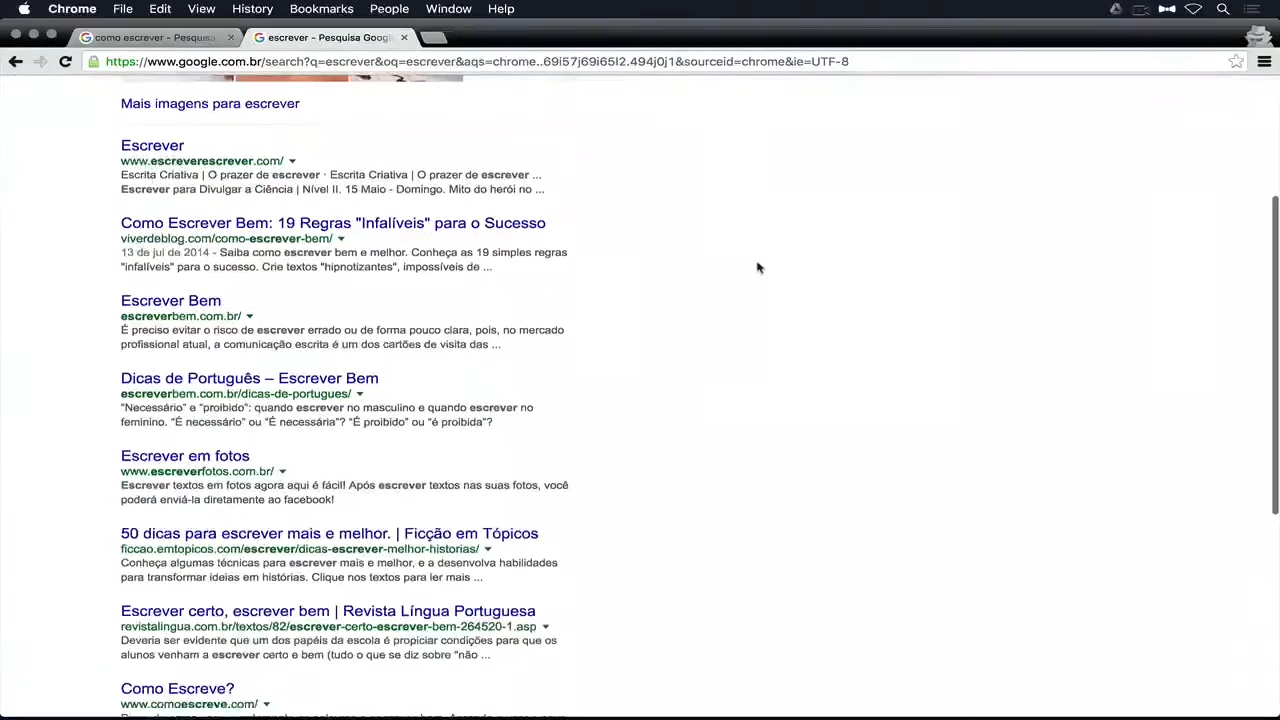 Chrome File Edit View History Bookmarks People Window Help
como escrever - Pesquisa
escrever - Pesquisa Google
https://www.google.com.br/search?q=escrever&oq=escrever&aqs=chrome..69i57j69i65l2.494j0j1&sourceid=chrome&ie=UTF-8
Mais imagens para escrever
Escrever
www.escreverescrever.com/
Escrita Criativa | O prazer de escrever · Escrita Criativa | O prazer de escrever ...
Escrever para Divulgar a Ciência | Nível II. 15 Maio - Domingo. Mito do herói no ...
Como Escrever Bem: 19 Regras "Infalíveis" para o Sucesso
viverdeblog.com/como-escrever-bem/
13 de jul de 2014 - Saiba como escrever bem e melhor. Conheça as 19 simples regras
"infalíveis" para o sucesso. Crie textos "hipnotizantes", impossíveis de ...
Escrever Bem
escreverbem.com.br/
É preciso evitar o risco de escrever errado ou de forma pouco clara, pois, no mercado
profissional atual, a comunicação escrita é um dos cartões de visita das ...
Dicas de Português – Escrever Bem
escreverbem.com.br/dicas-de-portugues/
"Necessário" e "proibido": quando escrever no masculino e quando escrever no
feminino. "É necessário" ou "É necessária"? "É proibido" ou "é proibida"?
Escrever em fotos
www.escreverfotos.com.br/
Escrever textos em fotos agora aqui é fácil! Após escrever textos nas suas fotos, você
poderá enviá-la diretamente ao facebook!
50 dicas para escrever mais e melhor. | Ficção em Tópicos
ficcao.emtopicos.com/escrever/dicas-escrever-melhor-historias/
Conheça algumas técnicas para escrever mais e melhor, e a desenvolva habilidades
para transformar ideias em histórias. Clique nos textos para ler mais ...
Escrever certo, escrever bem | Revista Língua Portuguesa
revistalingua.com.br/textos/82/escrever-certo-escrever-bem-264520-1.asp
Deveria ser evidente que um dos papéis da escola é propiciar condições para que os
alunos venham a escrever certo e bem (tudo o que se diz sobre "não ...
Como Escreve?
www.comoescreve.com/